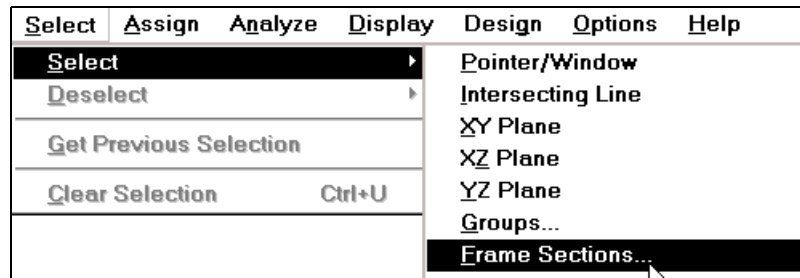 Select Assign Analyze Display Design Options Help
Select
Deselect
Get Previous Selection
Clear Selection Ctrl+U
Pointer/Window
Intersecting Line
XY Plane
XZ Plane
YZ Plane
Groups...
Frame Sections...